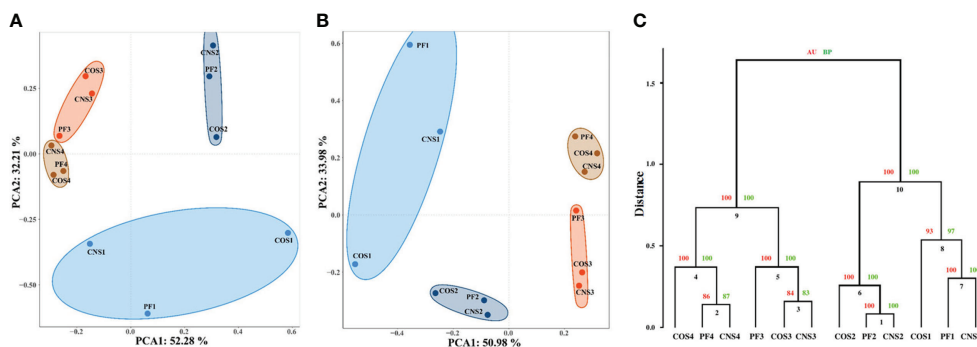 A
CNS2
PF2
COS2
COS3
CNS3
PF3
CNS4
PF4
COS4
COS1
CNS1
PF1
0.25
0.00
-0.25
-0.50
-0.3
0.0
0.3
0.6
PCA2: 32.21 %
PCA1: 52.28 %
B
PF1
CNS1
COS1
PF4
COS4
CNS4
PF3
COS3
CNS3
COS2
PF2
CNS2
0.6
0.4
0.2
0.0
-0.2
-0.4
-0.2
0.0
0.2
PCA2: 33.98 %
PCA1: 50.98 %
C
AU BP
1.5
1.0
0.5
0.0
Distance
100 100
10
100 100
9
93 97
8
100 100
4
100 100
5
100 100
6
100 10
7
86 87
2
84 83
3
100 100
1
COS4 PF4 CNS4 PF3 COS3 CNS3 COS2 PF2 CNS2 COS1 PF1 CNS